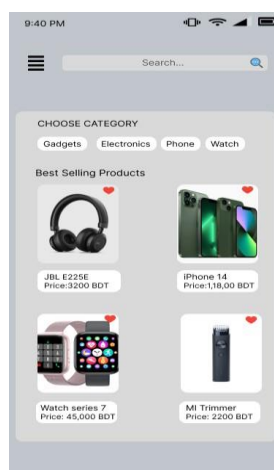 9:40 PM
Search...
CHOOSE CATEGORY
Gadgets Electronics Phone Watch
Best Selling Products
JBL E225E
Price:3200 BDT
iPhone 14
Price:1,18,00 BDT
Watch series 7
Price: 45,000 BDT
MI Trimmer
Price: 2200 BDT